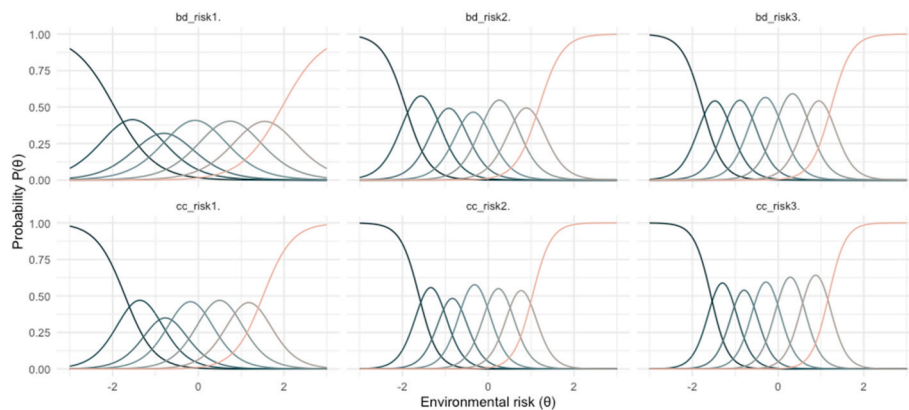 bd_risk1.
bd_risk2.
bd_risk3.
1.00
0.75
0.50
0.25
0.00
cc_risk1.
cc_risk2.
cc_risk3.
1.00
0.75
0.50
0.25
0.00
Probability P(θ)
-2 0 2
-2 0 2
-2 0 2
Environmental risk (θ)